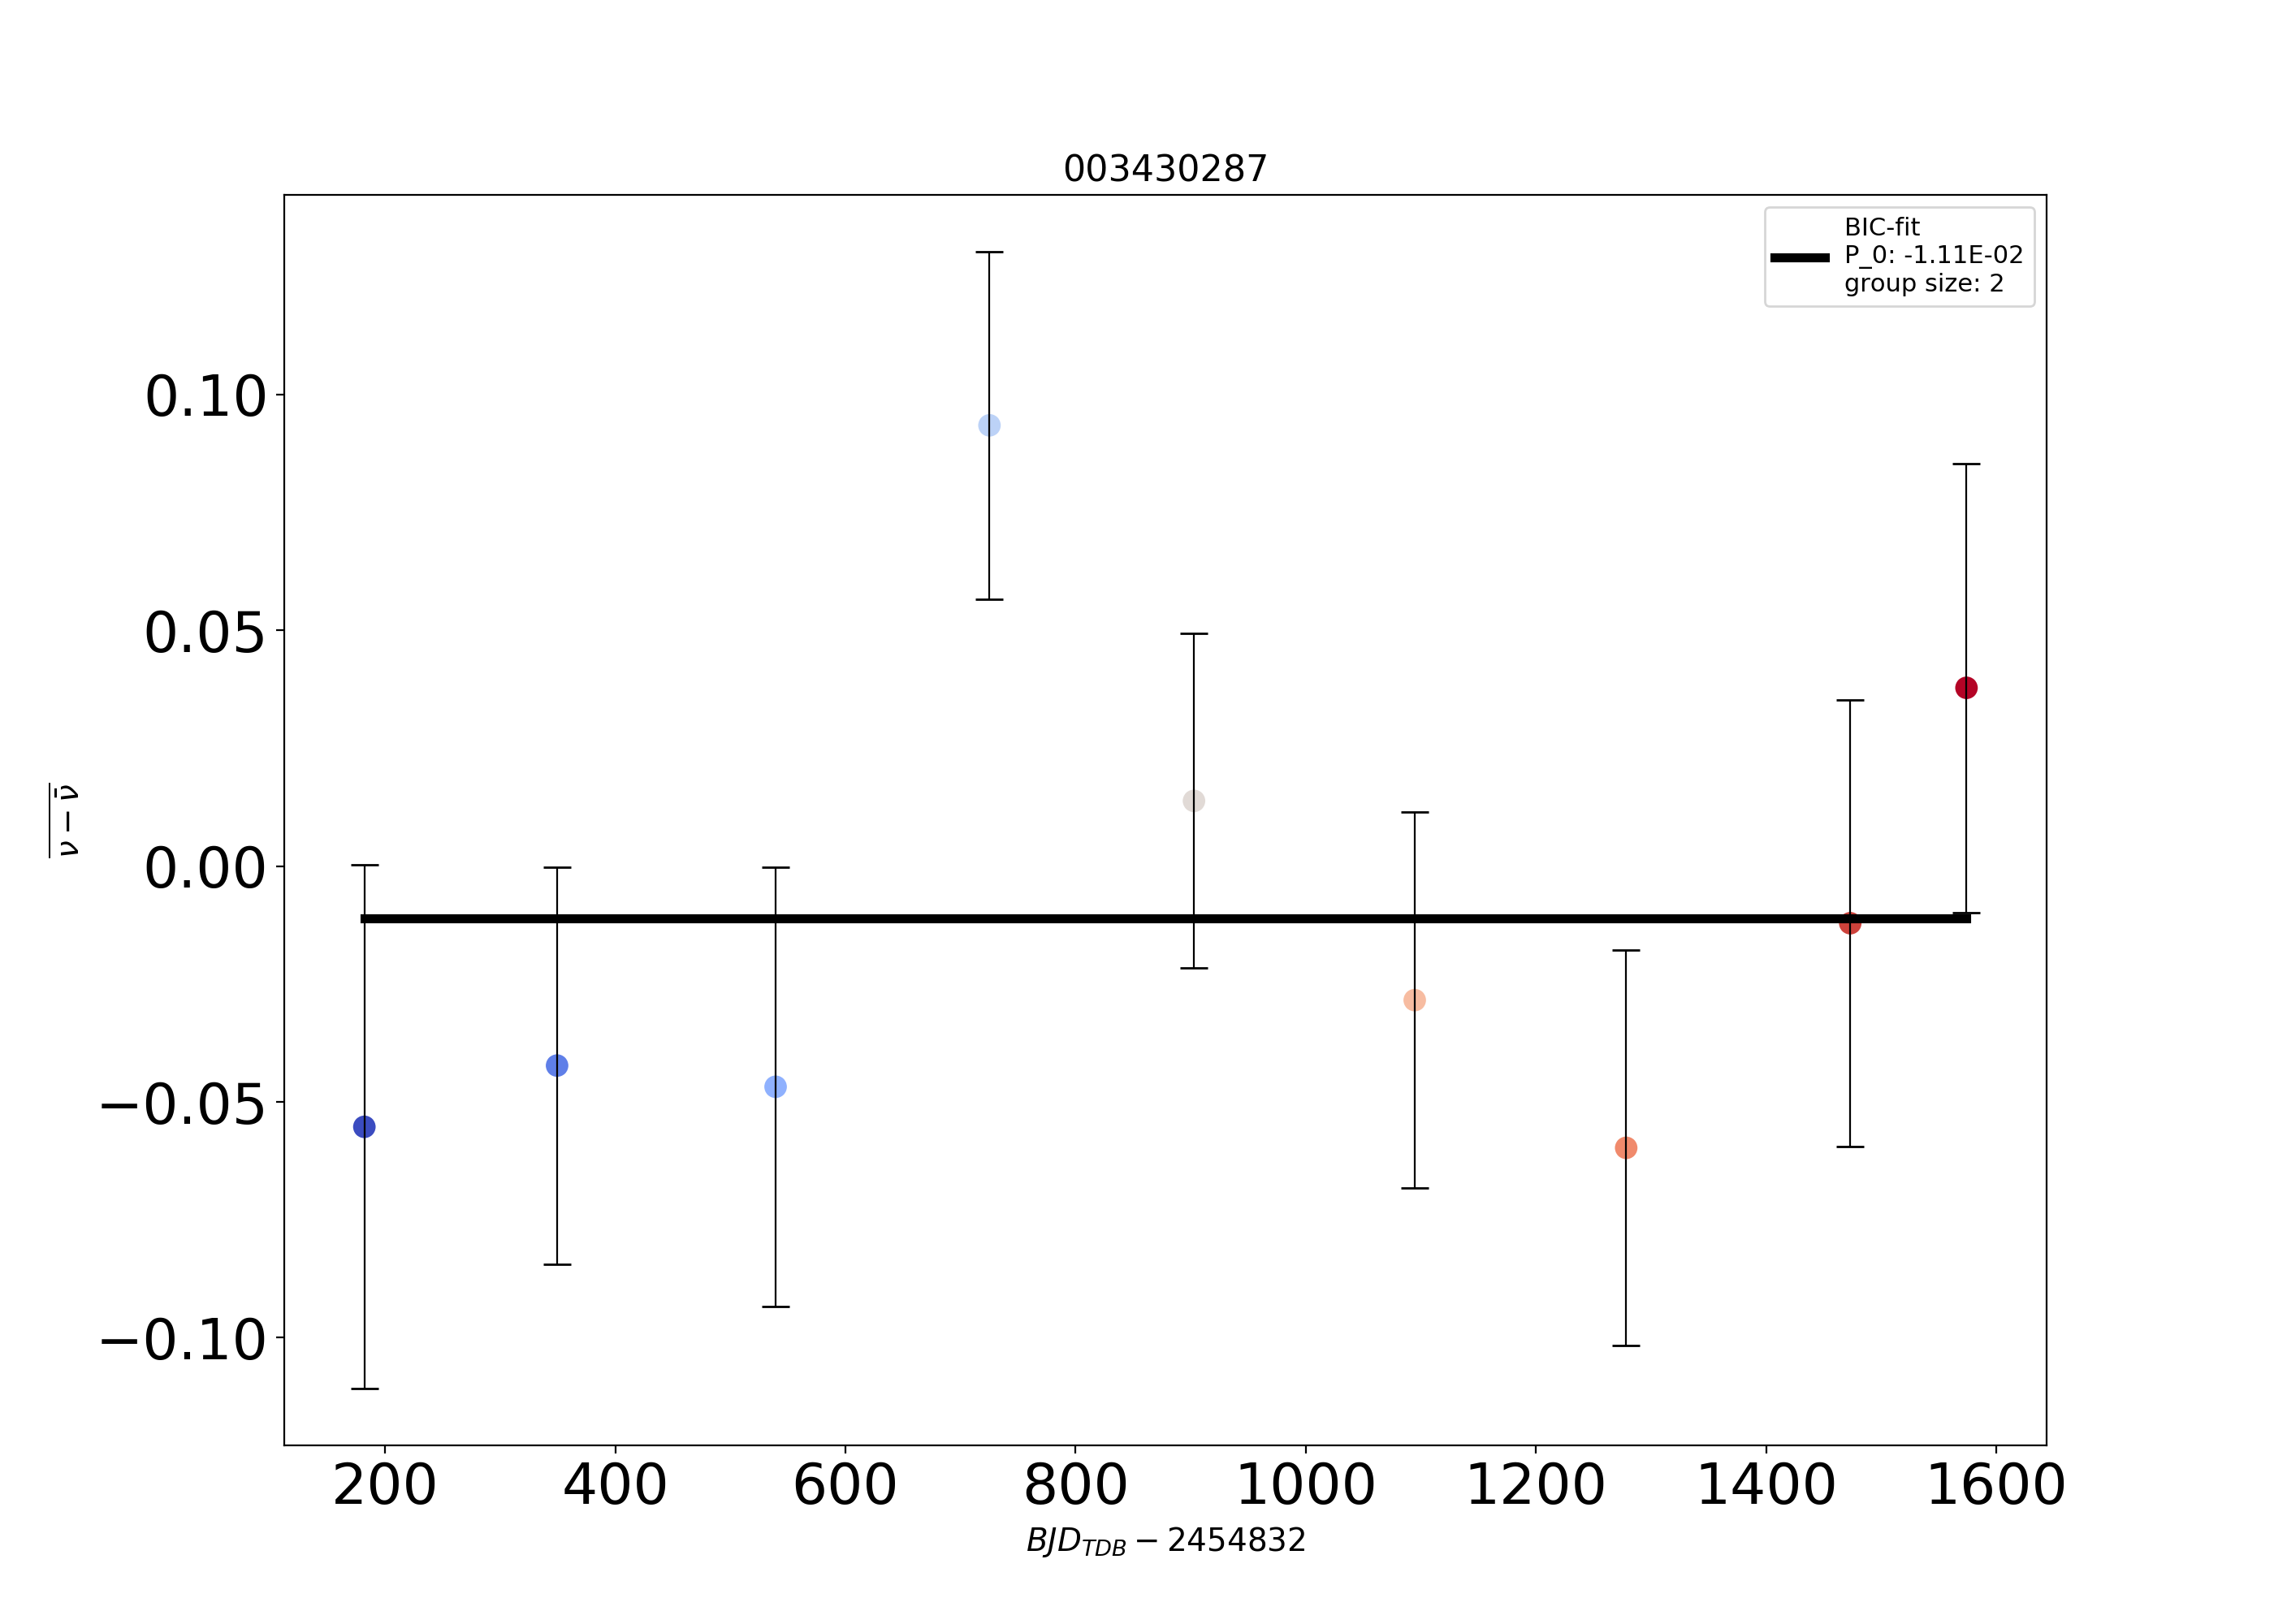 003430287
BIC-fit
P_0: -1.11E-02
group size: 2
0.10
0.05
0.00
−0.05
−0.10
ν − ν̄
200 400 600 800 1000 1200 1400 1600
BJD_TDB − 2454832